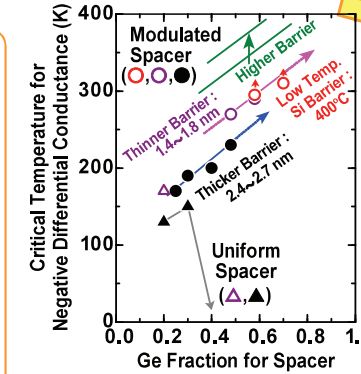 Critical Temperature for
Negative Differential Conductance (K)
400
300
200
100
0
Modulated
Spacer
(○,○,●)
Higher Barrier
Thinner Barrier :
1.4~1.8 nm
Low Temp.
Si Barrier :
400°C
Thicker Barrier :
2.4~2.7 nm
Uniform
Spacer
(△,▲)
0.0 0.2 0.4 0.6 0.8 1.
Ge Fraction for Spacer